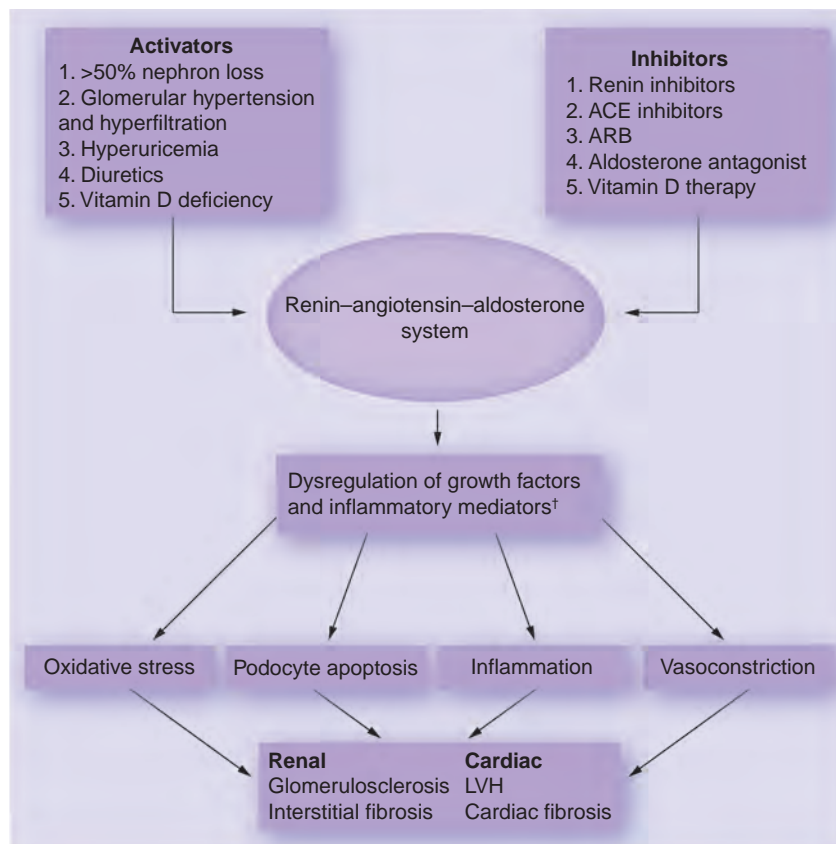 Activators
1. >50% nephron loss
2. Glomerular hypertension
and hyperfiltration
3. Hyperuricemia
4. Diuretics
5. Vitamin D deficiency
Inhibitors
1. Renin inhibitors
2. ACE inhibitors
3. ARB
4. Aldosterone antagonist
5. Vitamin D therapy
Renin–angiotensin–aldosterone
system
Dysregulation of growth factors
and inflammatory mediators†
Oxidative stress
Podocyte apoptosis
Inflammation
Vasoconstriction
Renal
Glomerulosclerosis
Interstitial fibrosis
Cardiac
LVH
Cardiac fibrosis